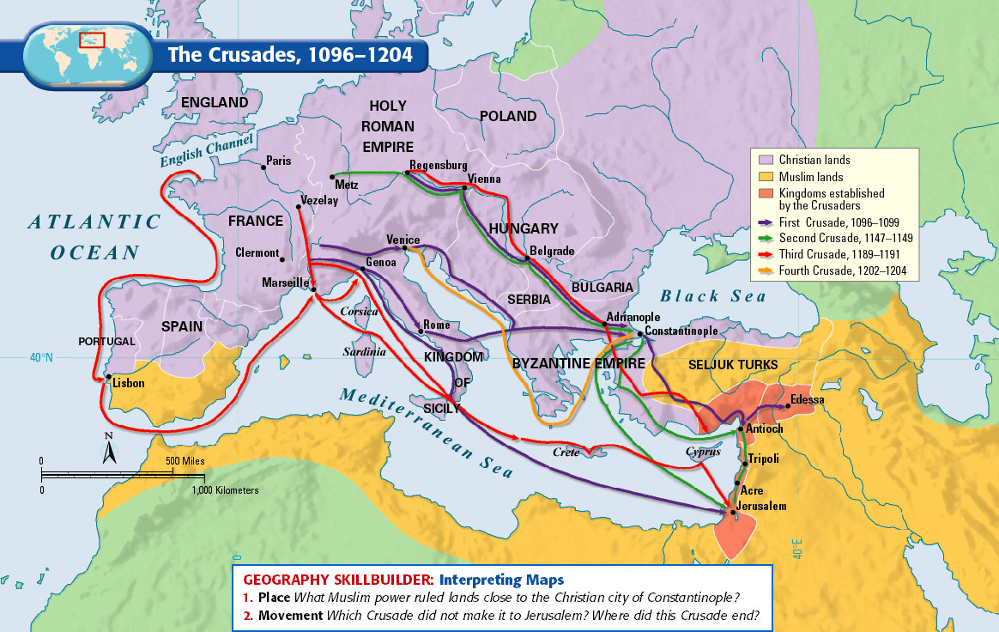 The Crusades, 1096–1204
ENGLAND
HOLY
ROMAN
EMPIRE
POLAND
English Channel
Paris
Metz
Regensburg
Vienna
Vezelay
ATLANTIC
OCEAN
FRANCE
Clermont
Venice
Genoa
HUNGARY
Belgrade
Marseille
Corsica
BULGARIA
SERBIA
Black Sea
Adrianople
Constantinople
SPAIN
PORTUGAL
Rome
Sardinia
40°N
KINGDOM
OF
SICILY
BYZANTINE EMPIRE
SELJUK TURKS
Lisbon
Mediterranean Sea
Edessa
Antioch
Crete
Cyprus
Tripoli
Acre
Jerusalem
N
0
500 Miles
0
1,000 Kilometers
0°
40°E
Christian lands
Muslim lands
Kingdoms established
by the Crusaders
First Crusade, 1096–1099
Second Crusade, 1147–1149
Third Crusade, 1189–1191
Fourth Crusade, 1202–1204
GEOGRAPHY SKILLBUILDER: Interpreting Maps
1. Place What Muslim power ruled lands close to the Christian city of Constantinople?
2. Movement Which Crusade did not make it to Jerusalem? Where did this Crusade end?